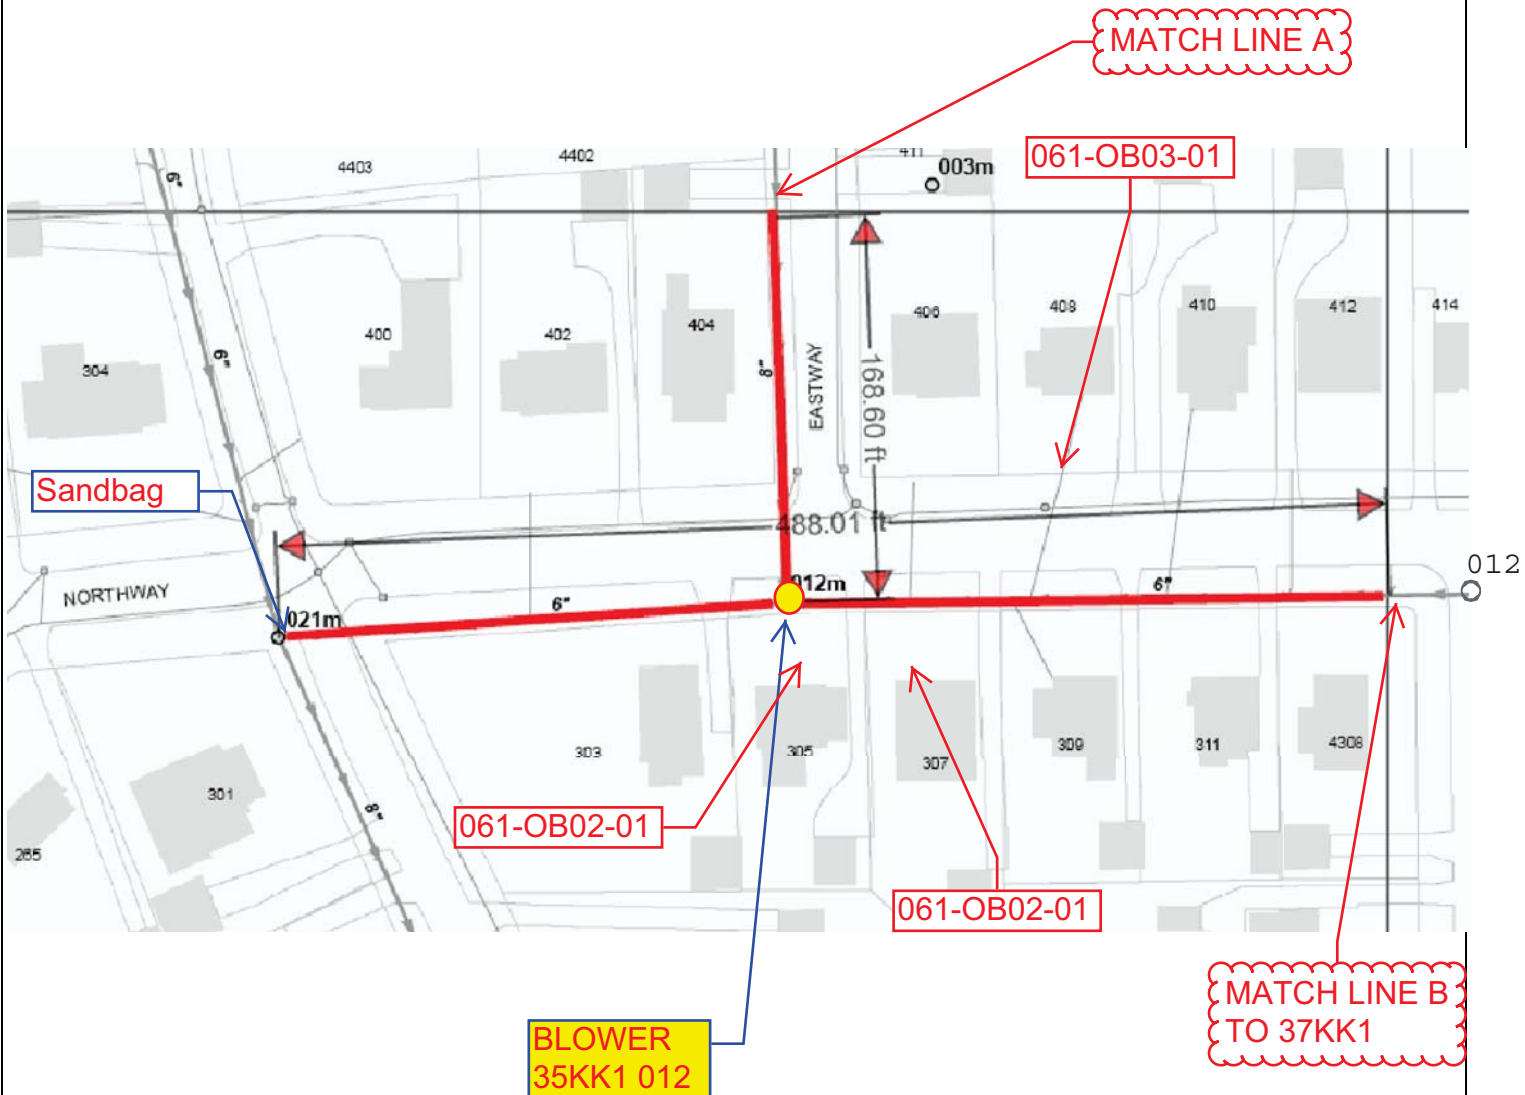 MATCH LINE A
061-OB03-01
4403
4402
411
003m
6"
304
6"
400
402
404
8"
EASTWAY
168.60 ft
406
408
410
412
414
Sandbag
488.01 ft
NORTHWAY
021m
6"
012m
6"
012
301
265
8"
303
305
307
309
311
4308
061-OB02-01
061-OB02-01
BLOWER
35KK1 012
MATCH LINE B
TO 37KK1